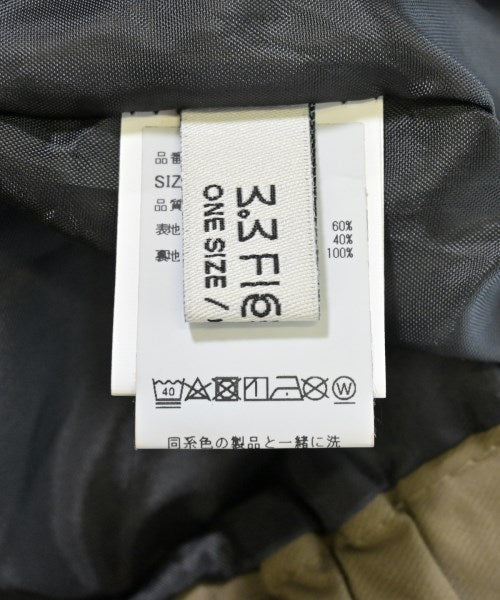 品番
SIZ
品質
表地 60%
40%
裏地 100%
3.3 FIG
ONE SIZE /
40
W
同系色の製品と一緒に洗